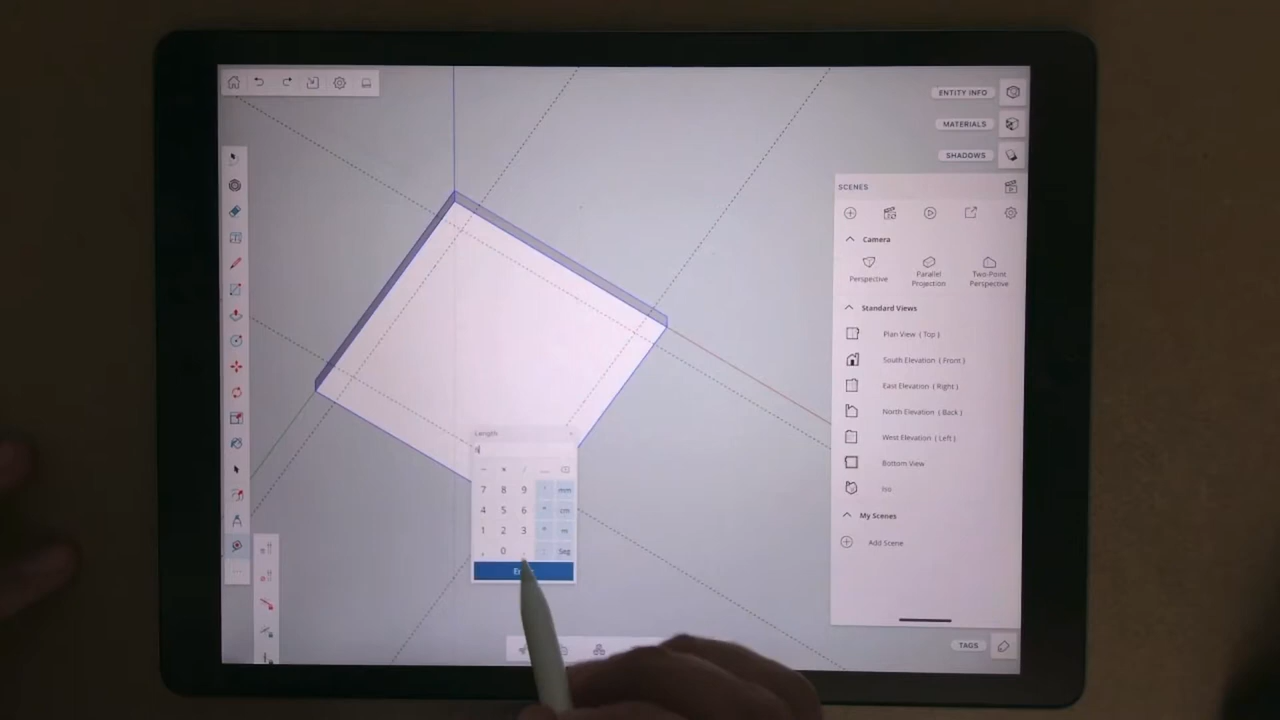 ENTITY INFO
MATERIALS
SHADOWS
SCENES
Camera
Perspective
Parallel
Projection
Two-Point
Perspective
Standard Views
Plan View ( Top )
South Elevation ( Front )
East Elevation ( Right )
North Elevation ( Back )
West Elevation ( Left )
Bottom View
Iso
My Scenes
Add Scene
Length
7 8 9 ' mm
4 5 6 " cm
1 2 3 m
, 0 Seg
TAGS